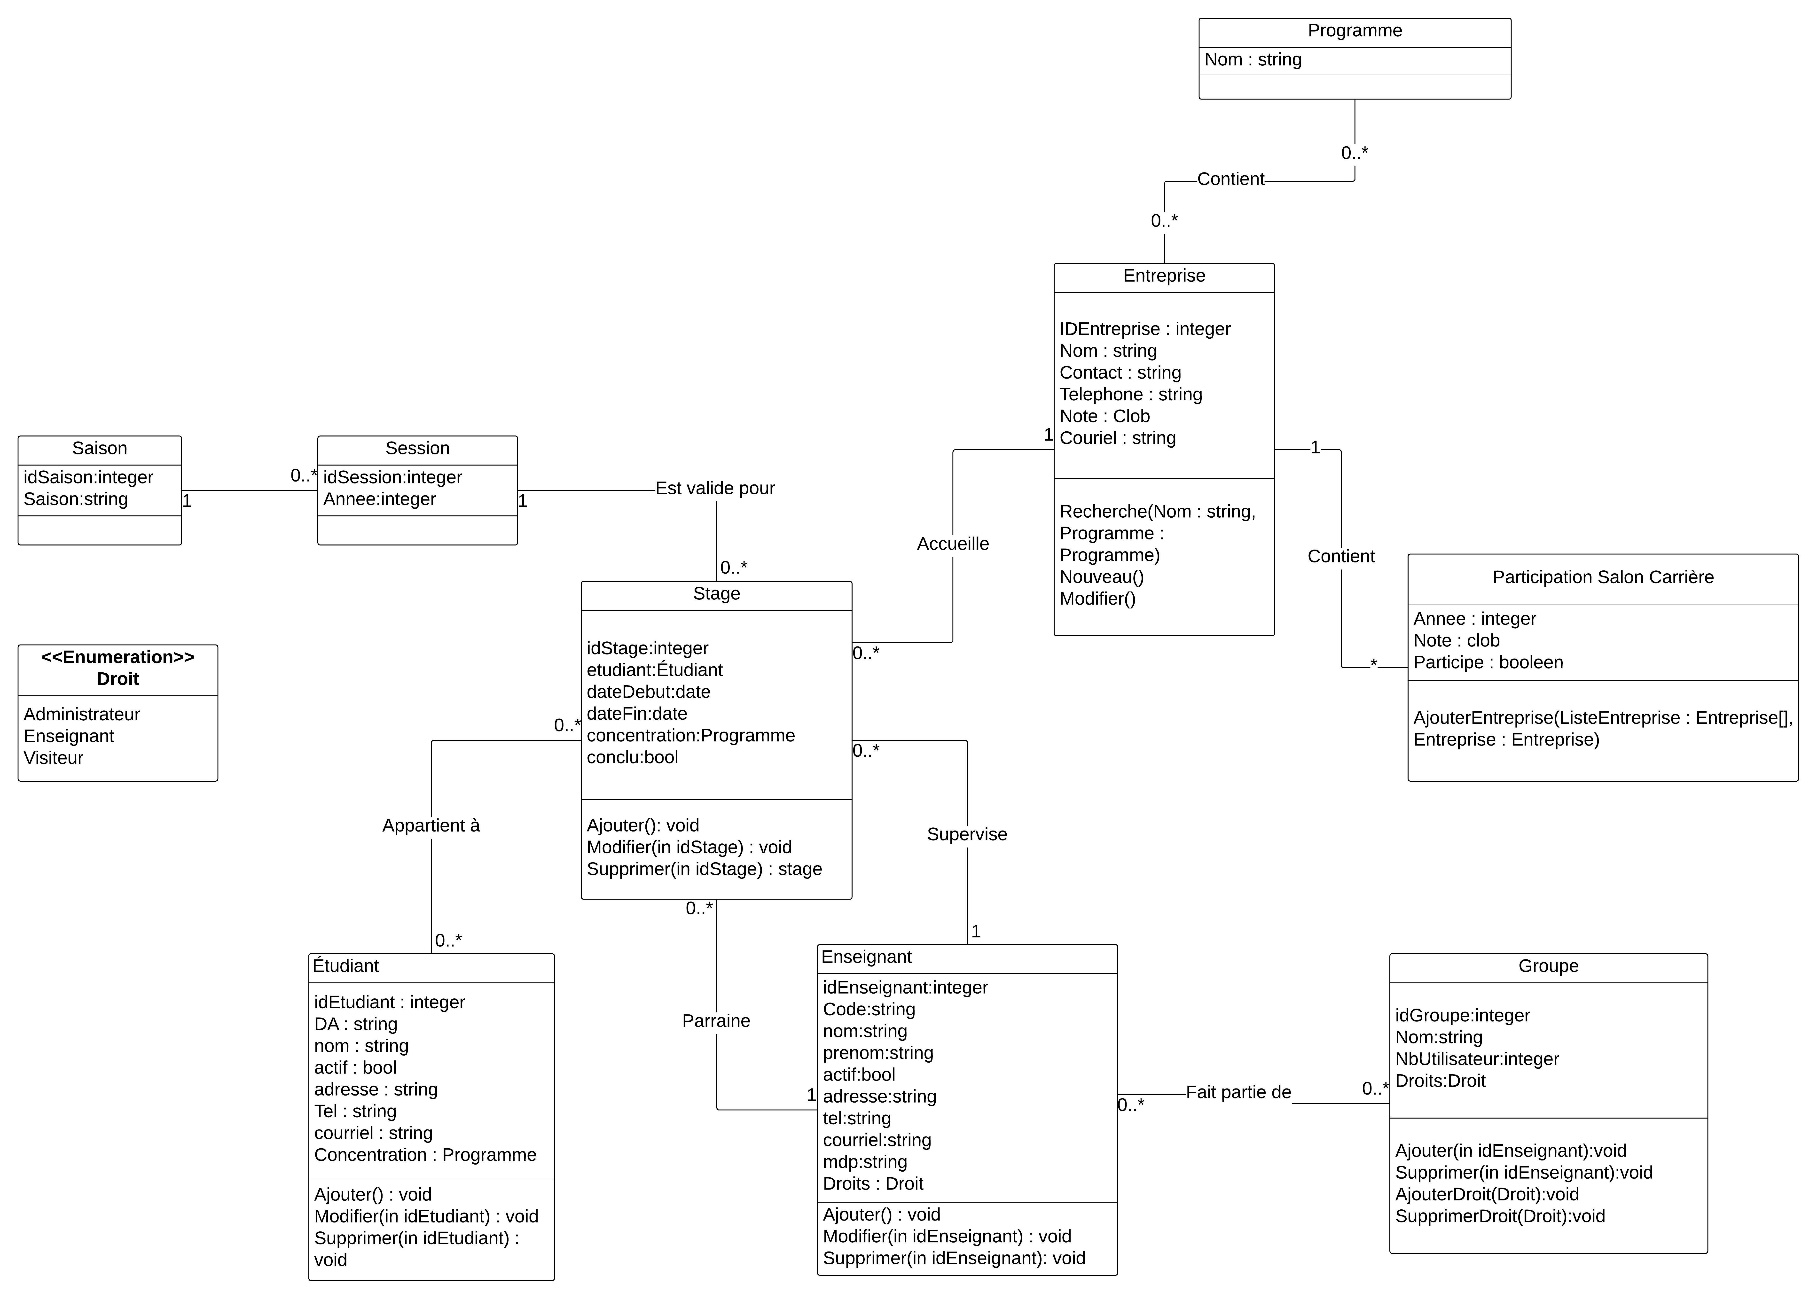 Programme
Nom : string
0..*
Contient
0..*
Entreprise
IDEntreprise : integer
Nom : string
Contact : string
Telephone : string
Note : Clob
Couriel : string
Recherche(Nom : string,
Programme :
Programme)
Nouveau()
Modifier()
1
1
Contient
*
Participation Salon Carrière
Annee : integer
Note : clob
Participe : booleen
AjouterEntreprise(ListeEntreprise : Entreprise[],
Entreprise : Entreprise)
Accueille
0..*
Saison
idSaison:integer
Saison:string
1
0..*
Session
idSession:integer
Annee:integer
1
Est valide pour
0..*
Stage
idStage:integer
etudiant:Étudiant
dateDebut:date
dateFin:date
concentration:Programme
conclu:bool
Ajouter(): void
Modifier(in idStage) : void
Supprimer(in idStage) : stage
<<Enumeration>>
Droit
Administrateur
Enseignant
Visiteur
0..*
Appartient à
0..*
Étudiant
idEtudiant : integer
DA : string
nom : string
actif : bool
adresse : string
Tel : string
courriel : string
Concentration : Programme
Ajouter() : void
Modifier(in idEtudiant) : void
Supprimer(in idEtudiant) :
void
0..*
Parraine
1
0..*
Supervise
1
Enseignant
idEnseignant:integer
Code:string
nom:string
prenom:string
actif:bool
adresse:string
tel:string
courriel:string
mdp:string
Droits : Droit
Ajouter() : void
Modifier(in idEnseignant) : void
Supprimer(in idEnseignant): void
0..*
Fait partie de
0..*
Groupe
idGroupe:integer
Nom:string
NbUtilisateur:integer
Droits:Droit
Ajouter(in idEnseignant):void
Supprimer(in idEnseignant):void
AjouterDroit(Droit):void
SupprimerDroit(Droit):void